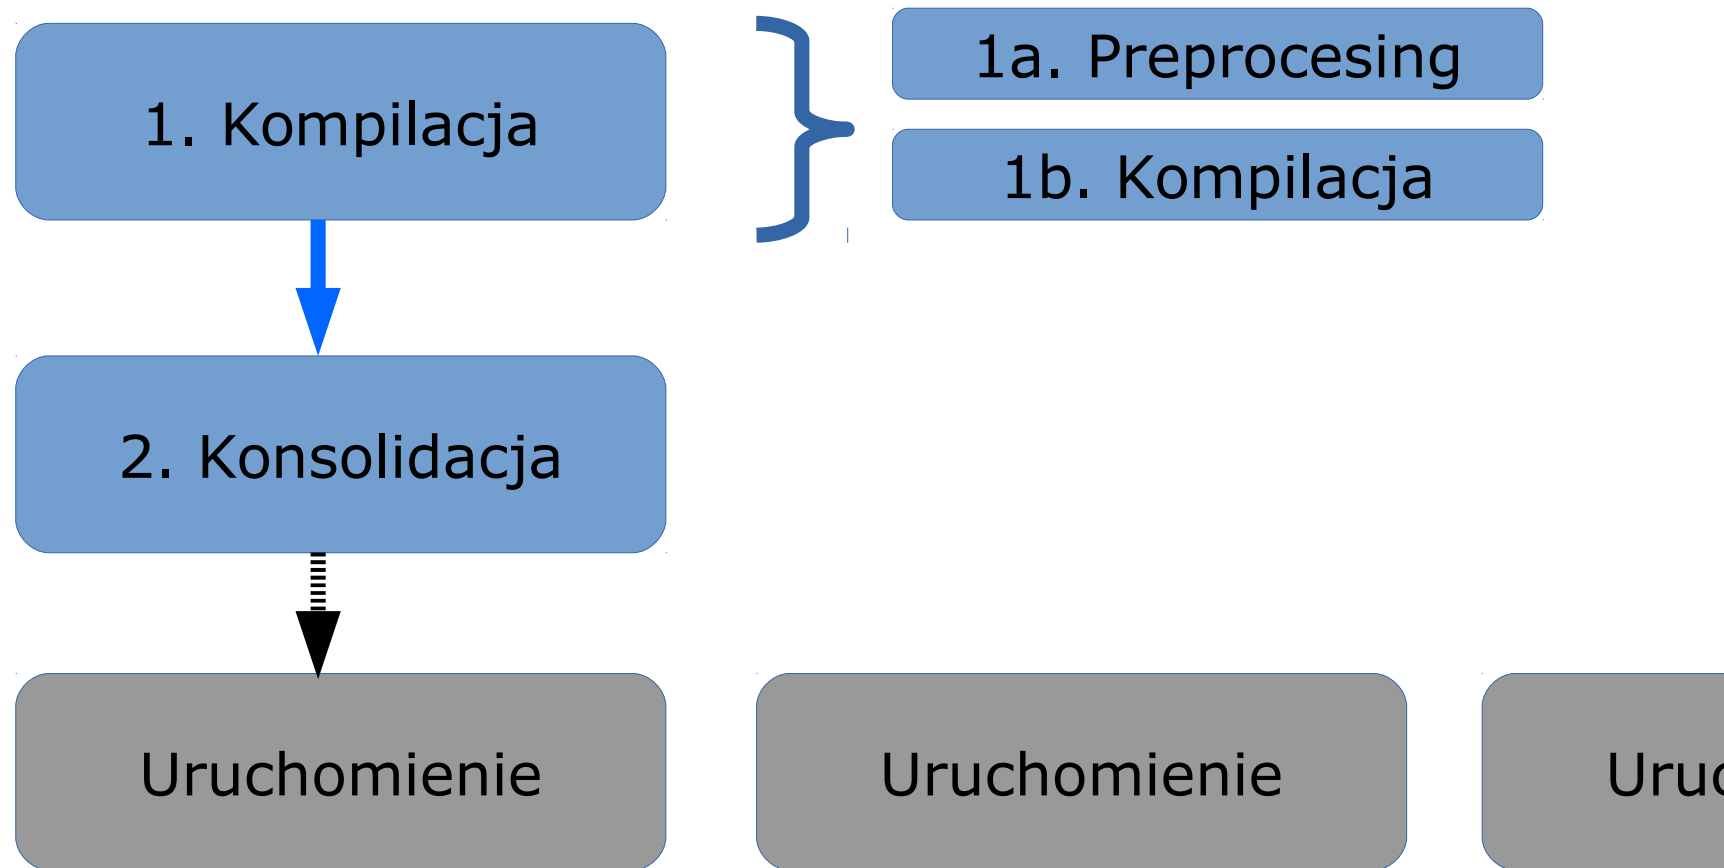 1. Kompilacja
1a. Preprocesing
1b. Kompilacja
2. Konsolidacja
Uruchomienie
Uruchomienie